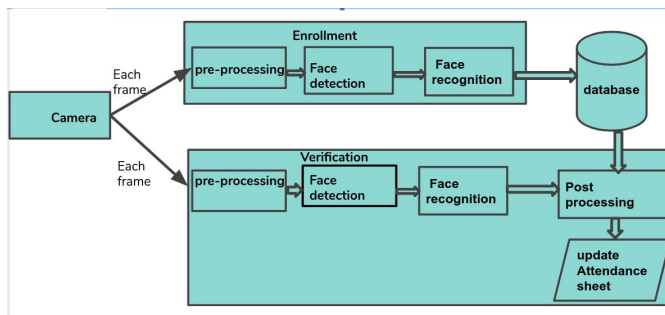 Enrollment
pre-processing
Face
detection
Face
recognition
database
Each
frame
Camera
Each
frame
Verification
pre-processing
Face
detection
Face
recognition
Post
processing
update
Attendance
sheet